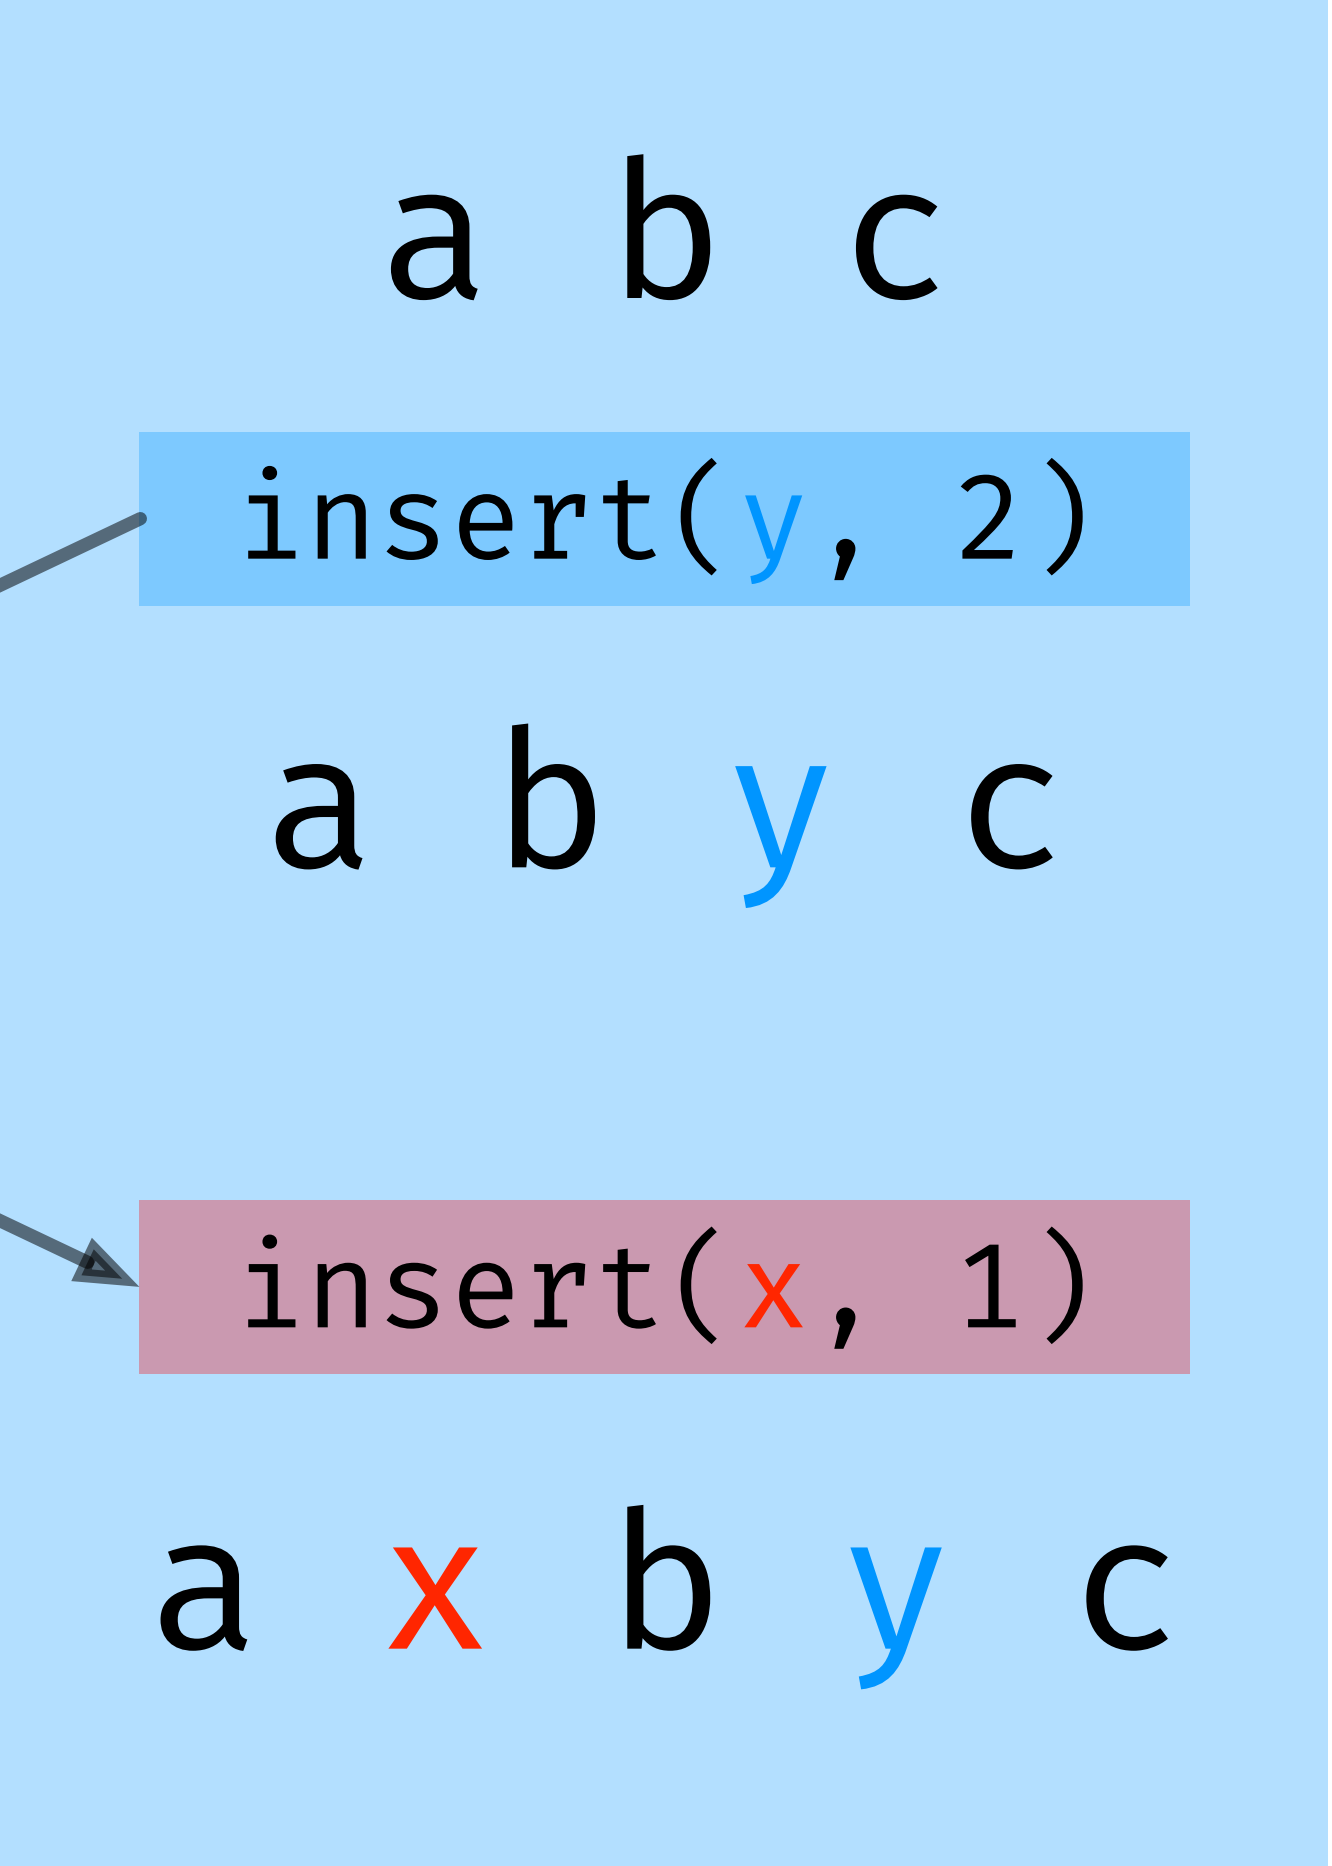 a b c
insert(y, 2)
a b y c
insert(x, 1)
a x b y c